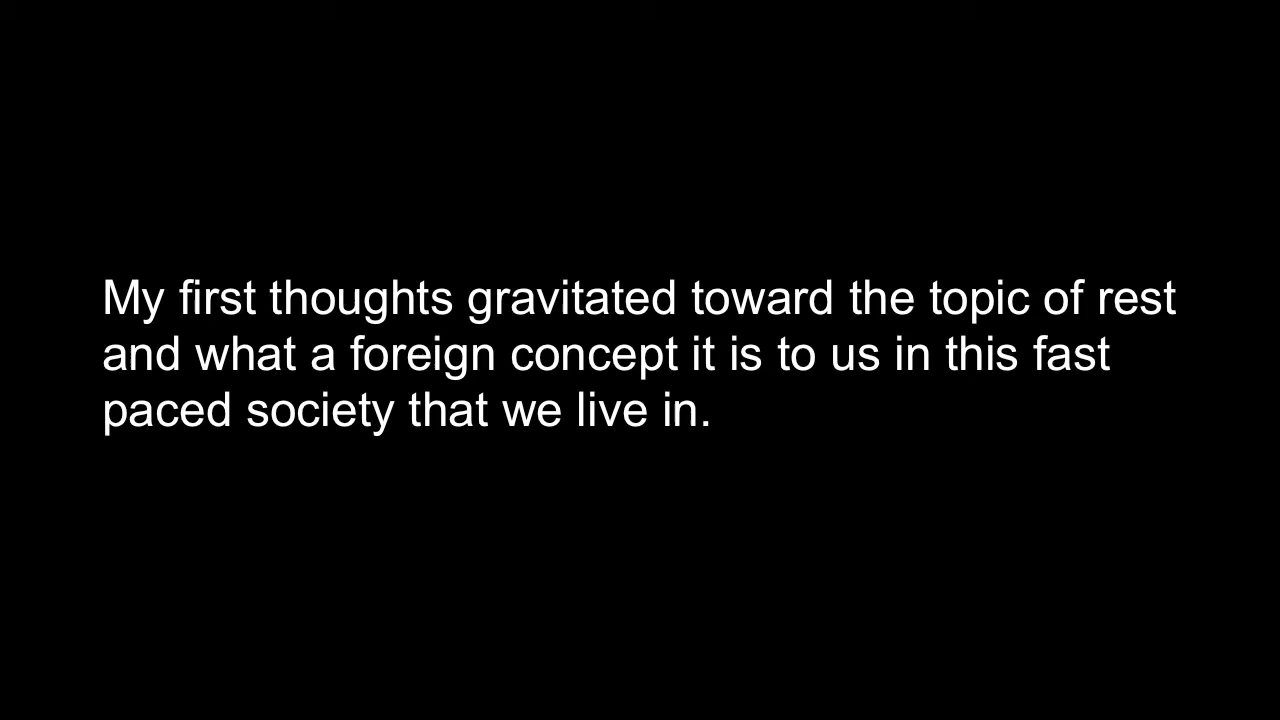 My first thoughts gravitated toward the topic of rest
and what a foreign concept it is to us in this fast
paced society that we live in.